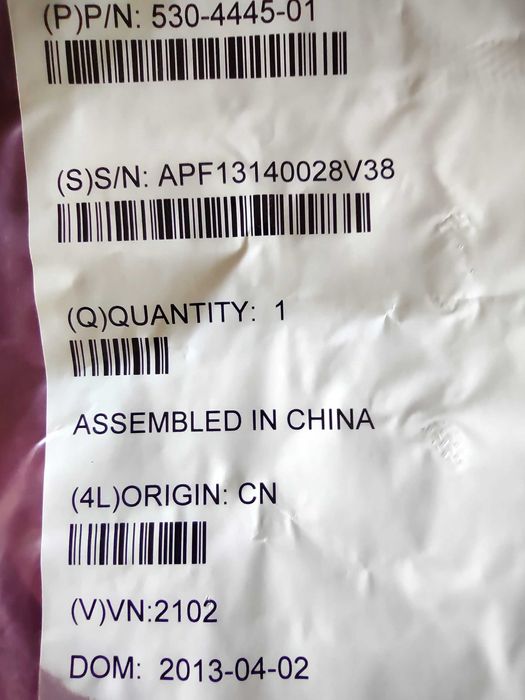 (P)P/N: 530-4445-01
(S)S/N: APF13140028V38
(Q)QUANTITY: 1
ASSEMBLED IN CHINA
(4L)ORIGIN: CN
(V)VN:2102
DOM: 2013-04-02